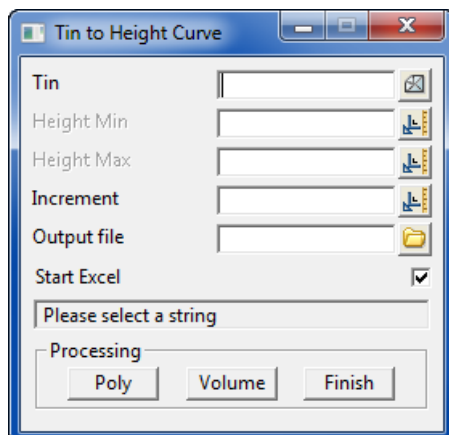 Tin to Height Curve
Tin
Height Min
Height Max
Increment
Output file
Start Excel
Please select a string
Processing
Poly Volume Finish